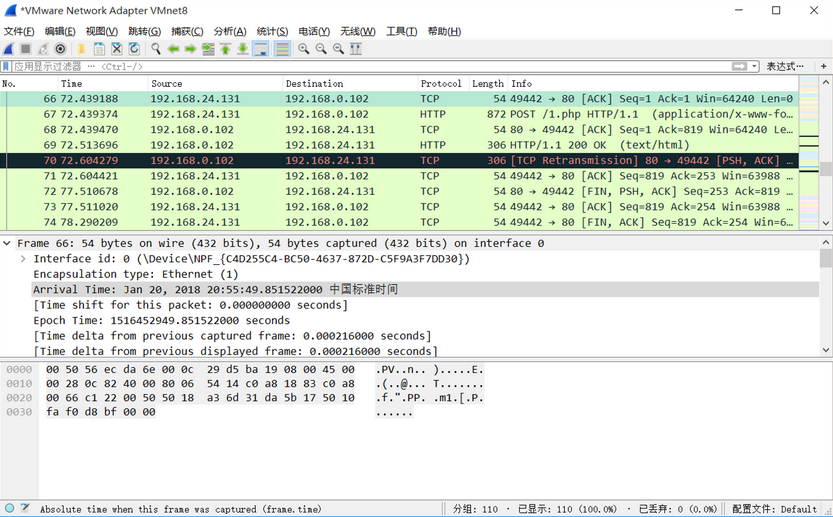 *VMware Network Adapter VMnet8
文件(F) 编辑(E) 视图(V) 跳转(G) 捕获(C) 分析(A) 统计(S) 电话(Y) 无线(W) 工具(T) 帮助(H)
应用显示过滤器 … <Ctrl-/> 表达式… +
No. Time Source Destination Protocol Length Info
66 72.439188 192.168.24.131 192.168.0.102 TCP 54 49442 → 80 [ACK] Seq=1 Ack=1 Win=64240 Len=0
67 72.439374 192.168.24.131 192.168.0.102 HTTP 872 POST /1.php HTTP/1.1 (application/x-www-fo…
68 72.439470 192.168.0.102 192.168.24.131 TCP 54 80 → 49442 [ACK] Seq=1 Ack=819 Win=64240 Le…
69 72.513696 192.168.0.102 192.168.24.131 HTTP 306 HTTP/1.1 200 OK (text/html)
70 72.604279 192.168.0.102 192.168.24.131 TCP 306 [TCP Retransmission] 80 → 49442 [PSH, ACK] …
71 72.604421 192.168.24.131 192.168.0.102 TCP 54 49442 → 80 [ACK] Seq=819 Ack=253 Win=63988 …
72 77.510678 192.168.0.102 192.168.24.131 TCP 54 80 → 49442 [FIN, PSH, ACK] Seq=253 Ack=819 …
73 77.511020 192.168.24.131 192.168.0.102 TCP 54 49442 → 80 [ACK] Seq=819 Ack=254 Win=63988 …
74 78.290209 192.168.24.131 192.168.0.102 TCP 54 49442 → 80 [FIN, ACK] Seq=819 Ack=254 Win=6…
Frame 66: 54 bytes on wire (432 bits), 54 bytes captured (432 bits) on interface 0
Interface id: 0 (\Device\NPF_{C4D255C4-BC50-4637-872D-C5F9A3F7DD30})
Encapsulation type: Ethernet (1)
Arrival Time: Jan 20, 2018 20:55:49.851522000 中国标准时间
[Time shift for this packet: 0.000000000 seconds]
Epoch Time: 1516452949.851522000 seconds
[Time delta from previous captured frame: 0.000216000 seconds]
[Time delta from previous displayed frame: 0.000216000 seconds]
0000 00 50 56 ec da 6e 00 0c 29 d5 ba 19 08 00 45 00 .PV..n.. ).....E.
0010 00 28 0c 82 40 00 80 06 54 14 c0 a8 18 83 c0 a8 .(..@... T.......
0020 00 66 c1 22 00 50 50 18 a3 6d 31 da 5b 17 50 10 .f.".PP. .m1.[.P.
0030 fa f0 d8 bf 00 00 ......
Absolute time when this frame was captured (frame.time) 分组: 110 · 已显示: 110 (100.0%) · 已丢弃: 0 (0.0%) 配置文件: Default